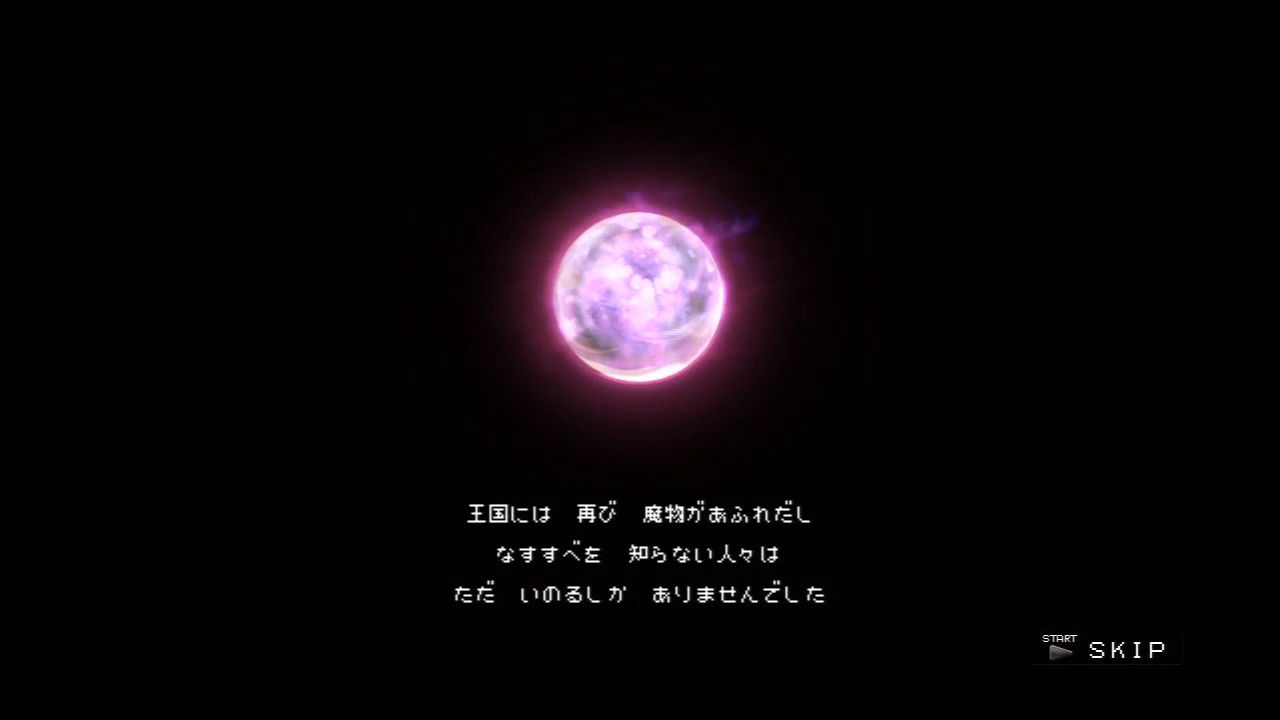 王国には　再び　魔物があふれだし
なすすべを　知らない人々は
ただ　いのるしか　ありませんでした
START
SKIP